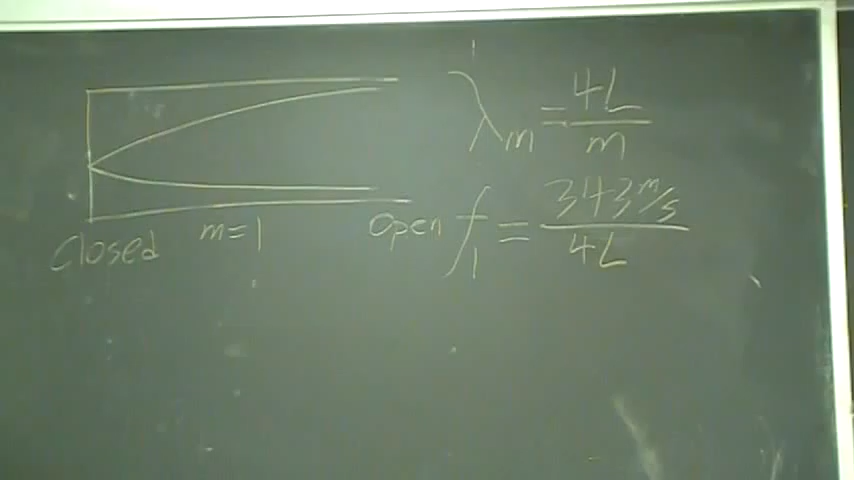 λm = 4L/m
f1 = 343 m/s / 4L
closed m=1 open